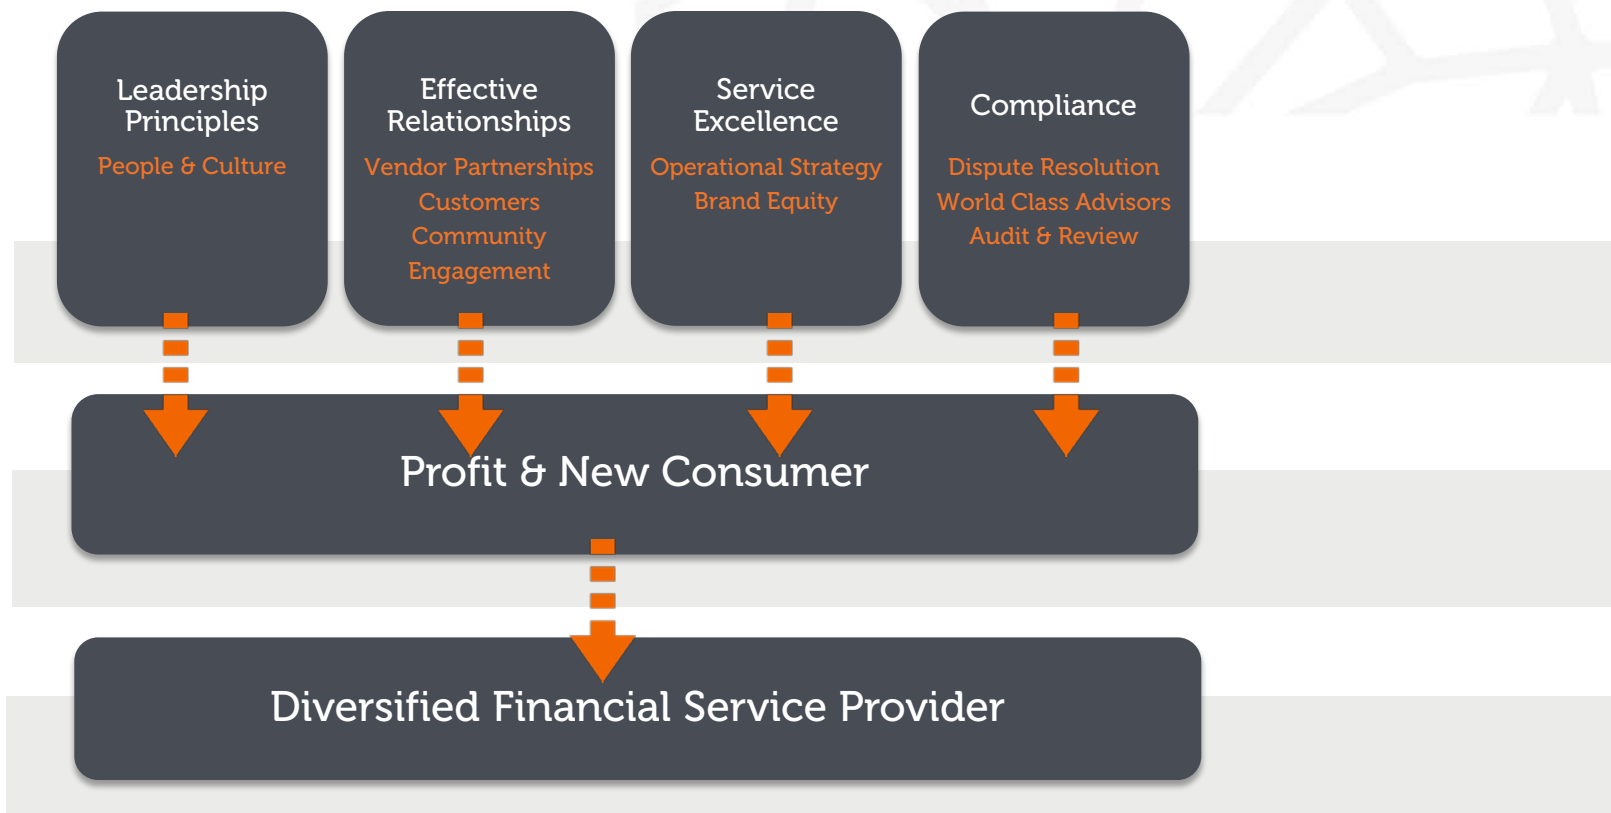 Leadership
Principles
People & Culture
Effective
Relationships
Vendor Partnerships
Customers
Community
Engagement
Service
Excellence
Operational Strategy
Brand Equity
Compliance
Dispute Resolution
World Class Advisors
Audit & Review
Profit & New Consumer
Diversified Financial Service Provider